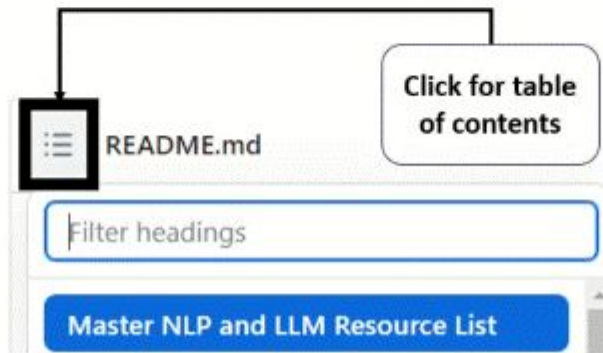 Click for table
of contents
README.md
Filter headings
Master NLP and LLM Resource List